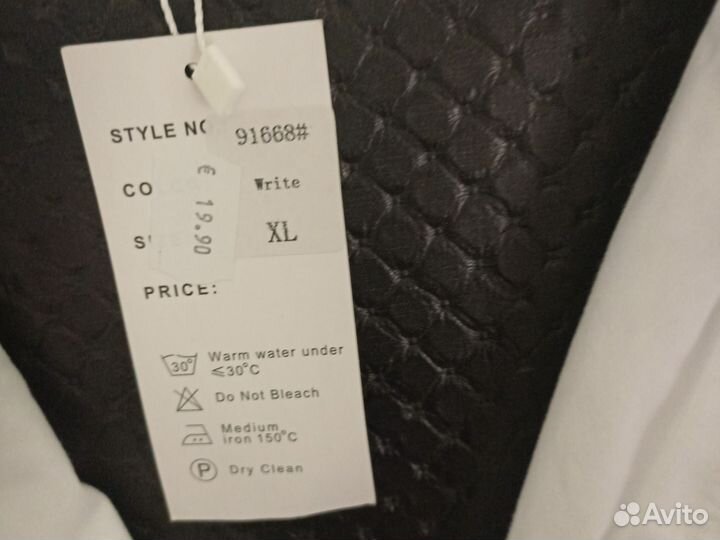 STYLE NO 91668#
CO Write
€ 19.90
S XL
PRICE:
30° Warm water under
≤30°C
Do Not Bleach
Medium
iron 150°C
P Dry Clean
Avito